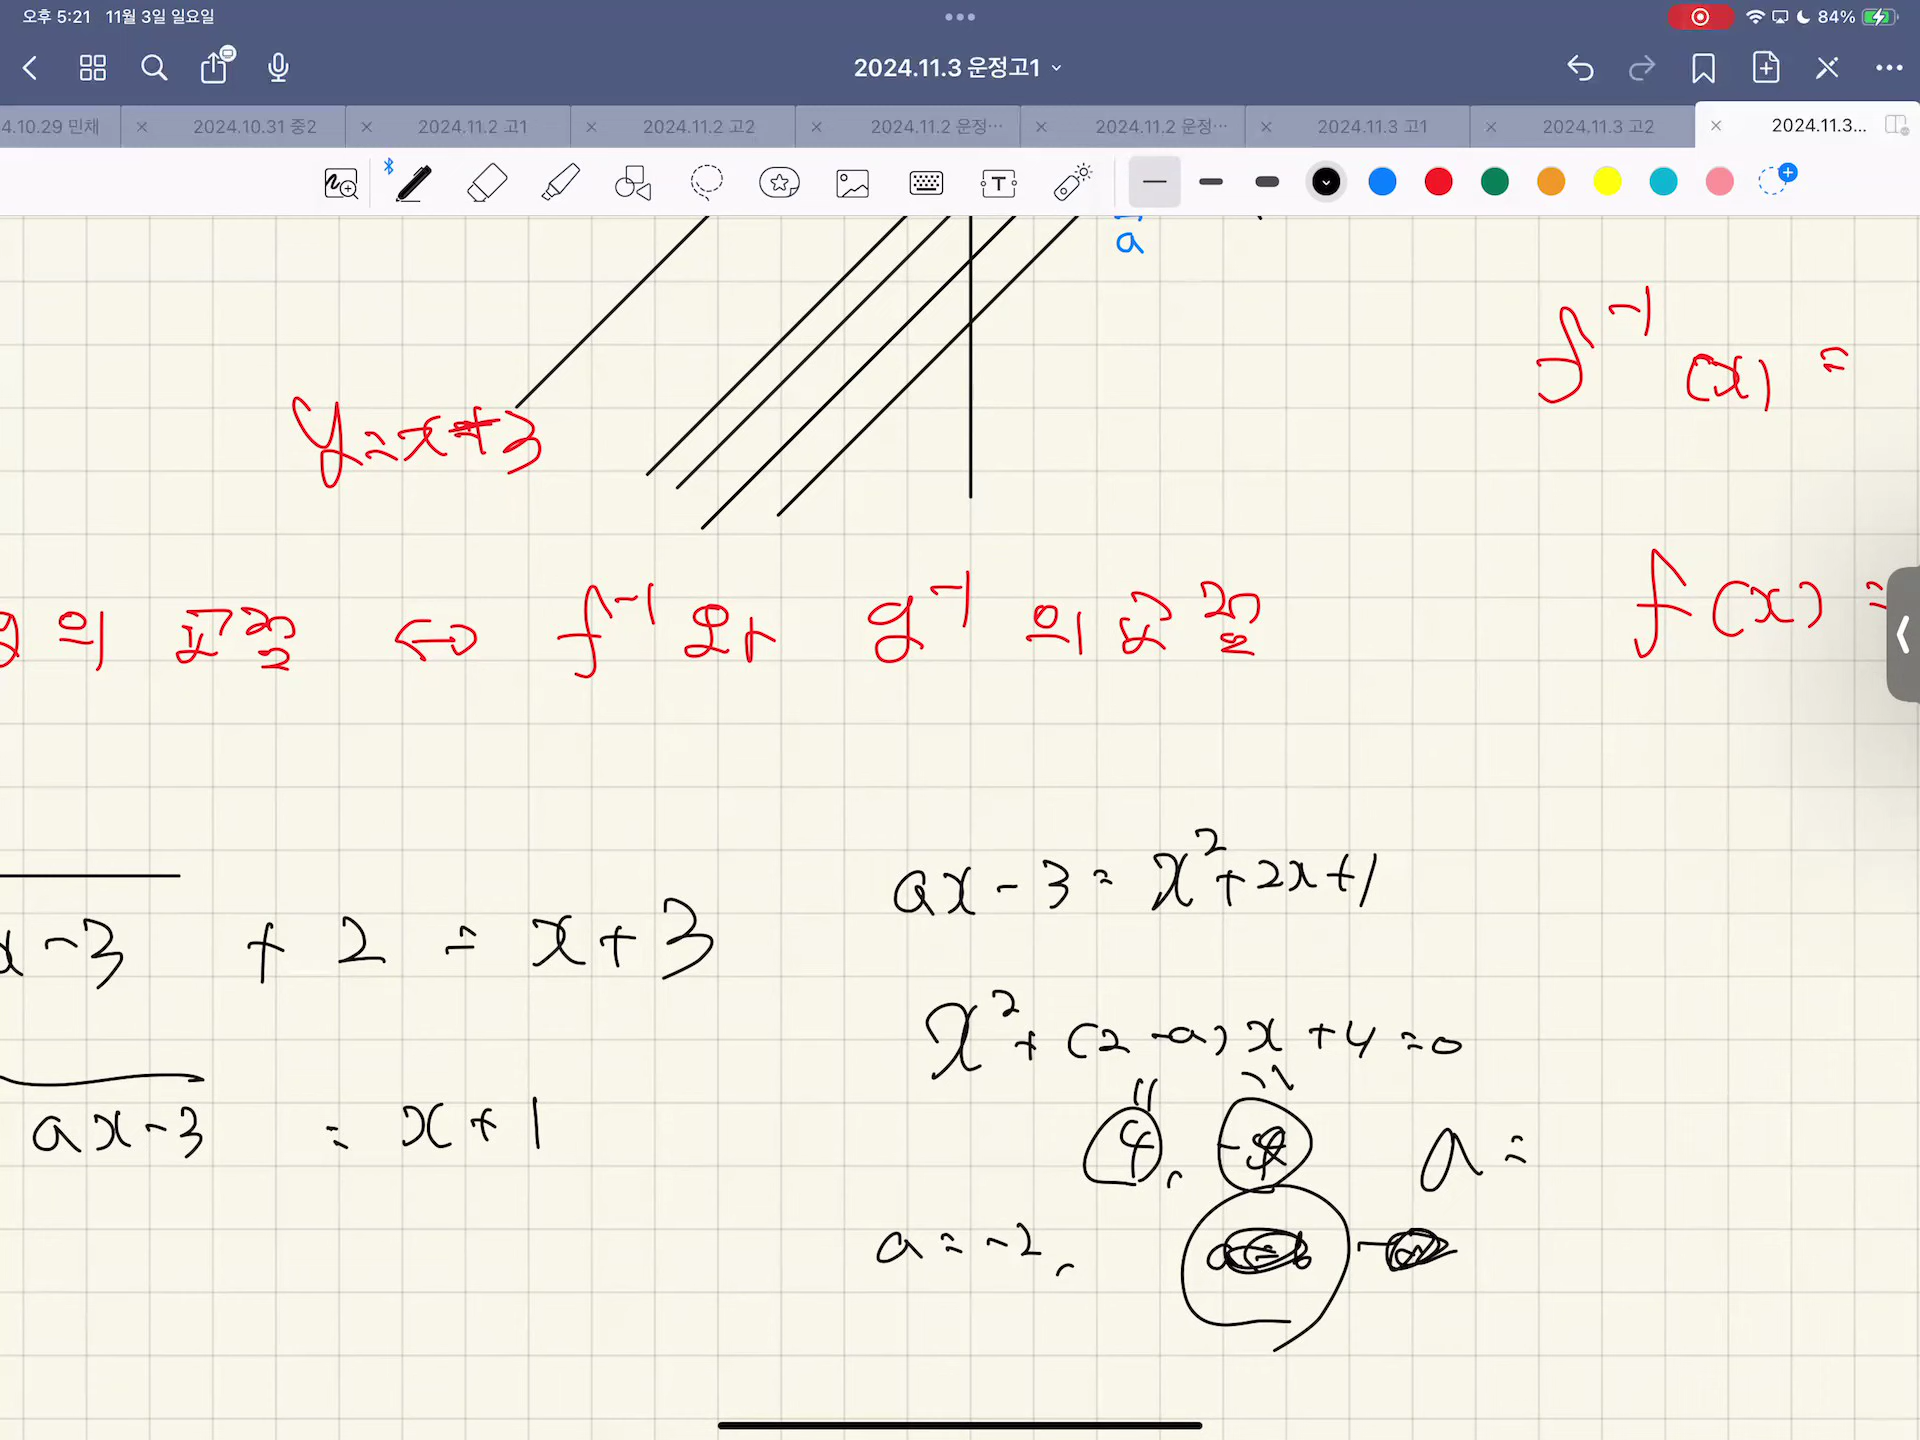 오후 5:21 11월 3일 일요일
84%
2024.11.3 운정고1
4.10.29 민채
2024.10.31 중2
2024.11.2 고1
2024.11.2 고2
2024.11.2 운정…
2024.11.2 운정…
2024.11.3 고1
2024.11.3 고2
2024.11.3...
a
f⁻¹(x) =
y=x+3
g의 교점 ⇔ f⁻¹와 g⁻¹의 교점
f(x) =
ax-3 = x²+2x+1
x-3 + 2 = x+3
x²+(2-a)x+4=0
ax-3 = x+1
4, -4
a=
a=-2,